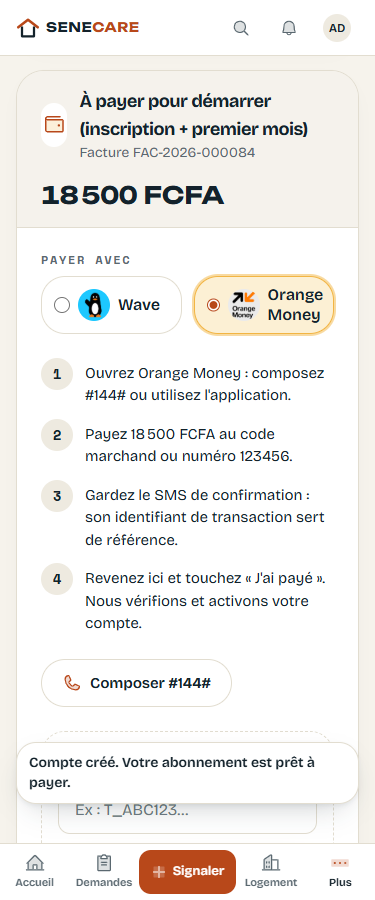 SENECARE
AD
À payer pour démarrer
(inscription + premier mois)
Facture FAC-2026-000084
18 500 FCFA
PAYER AVEC
Wave
Orange
Money
Orange
Money
1 Ouvrez Orange Money : composez
#144# ou utilisez l'application.
2 Payez 18 500 FCFA au code
marchand ou numéro 123456.
3 Gardez le SMS de confirmation :
son identifiant de transaction sert
de référence.
4 Revenez ici et touchez « J'ai payé ».
Nous vérifions et activons votre
compte.
Composer #144#
Compte créé. Votre abonnement est prêt à
payer.
Ex : T_ABC123...
Accueil
Demandes
Signaler
Logement
Plus